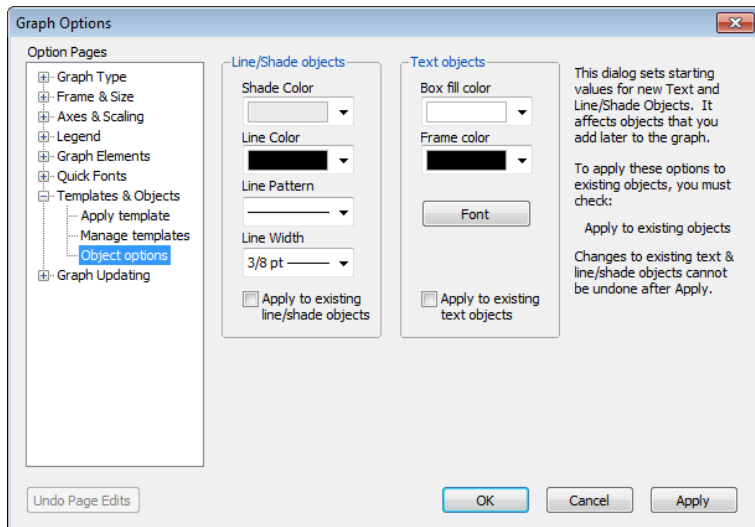 Graph Options
Option Pages
Graph Type
Frame & Size
Axes & Scaling
Legend
Graph Elements
Quick Fonts
Templates & Objects
Apply template
Manage templates
Object options
Graph Updating
Line/Shade objects
Shade Color
Line Color
Line Pattern
Line Width
3/8 pt
Apply to existing
line/shade objects
Text objects
Box fill color
Frame color
Font
Apply to existing
text objects
This dialog sets starting
values for new Text and
Line/Shade Objects. It
affects objects that you
add later to the graph.
To apply these options to
existing objects, you must
check:
Apply to existing objects
Changes to existing text &
line/shade objects cannot
be undone after Apply.
Undo Page Edits
OK
Cancel
Apply